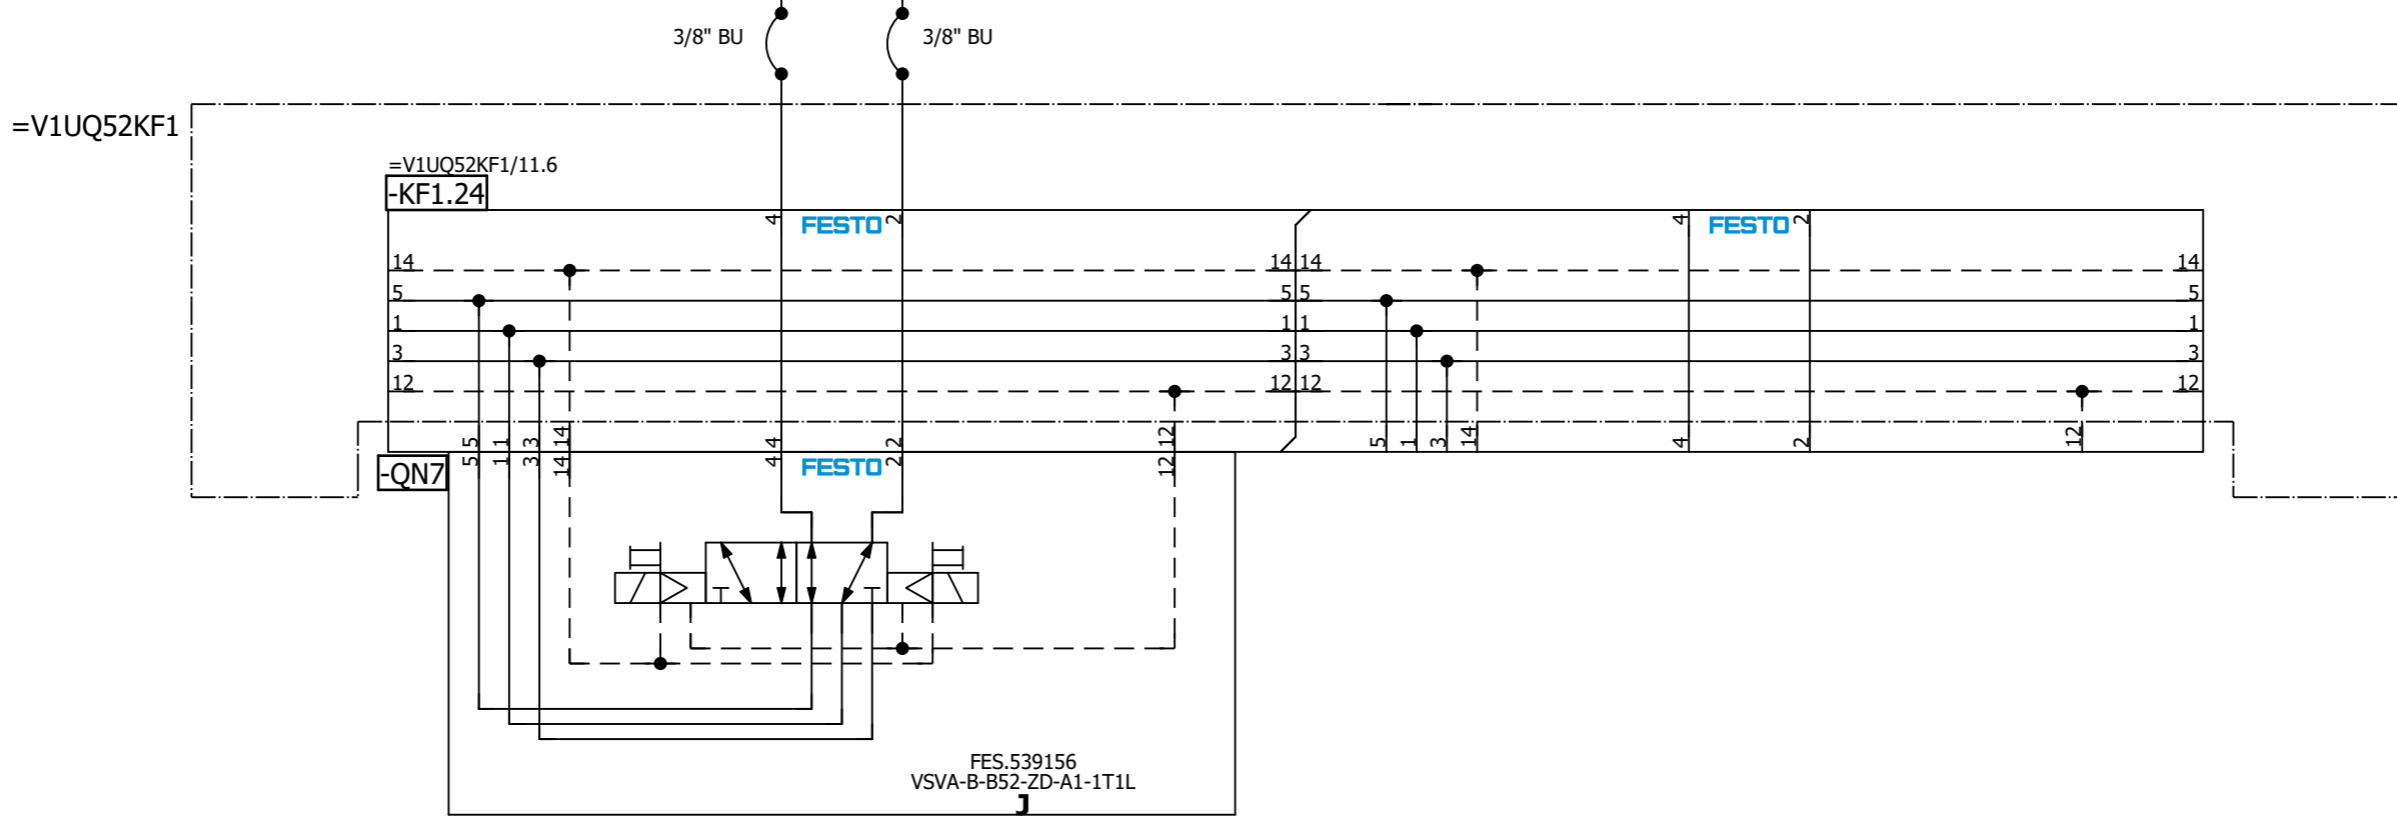 3/8" BU 3/8" BU
=V1UQ52KF1
=V1UQ52KF1/11.6
-KF1.24
4 FESTO 2 4 FESTO 2
14 14 14 14
5 5 5 5
1 1 1 1
3 3 3 3
12 12 12 12
5 1 3 14 4 2 12 5 1 3 14 4 2 12
-QN7
5 1 3 14 4 FESTO 2 12
FES.539156
VSVA-B-B52-ZD-A1-1T1L
J